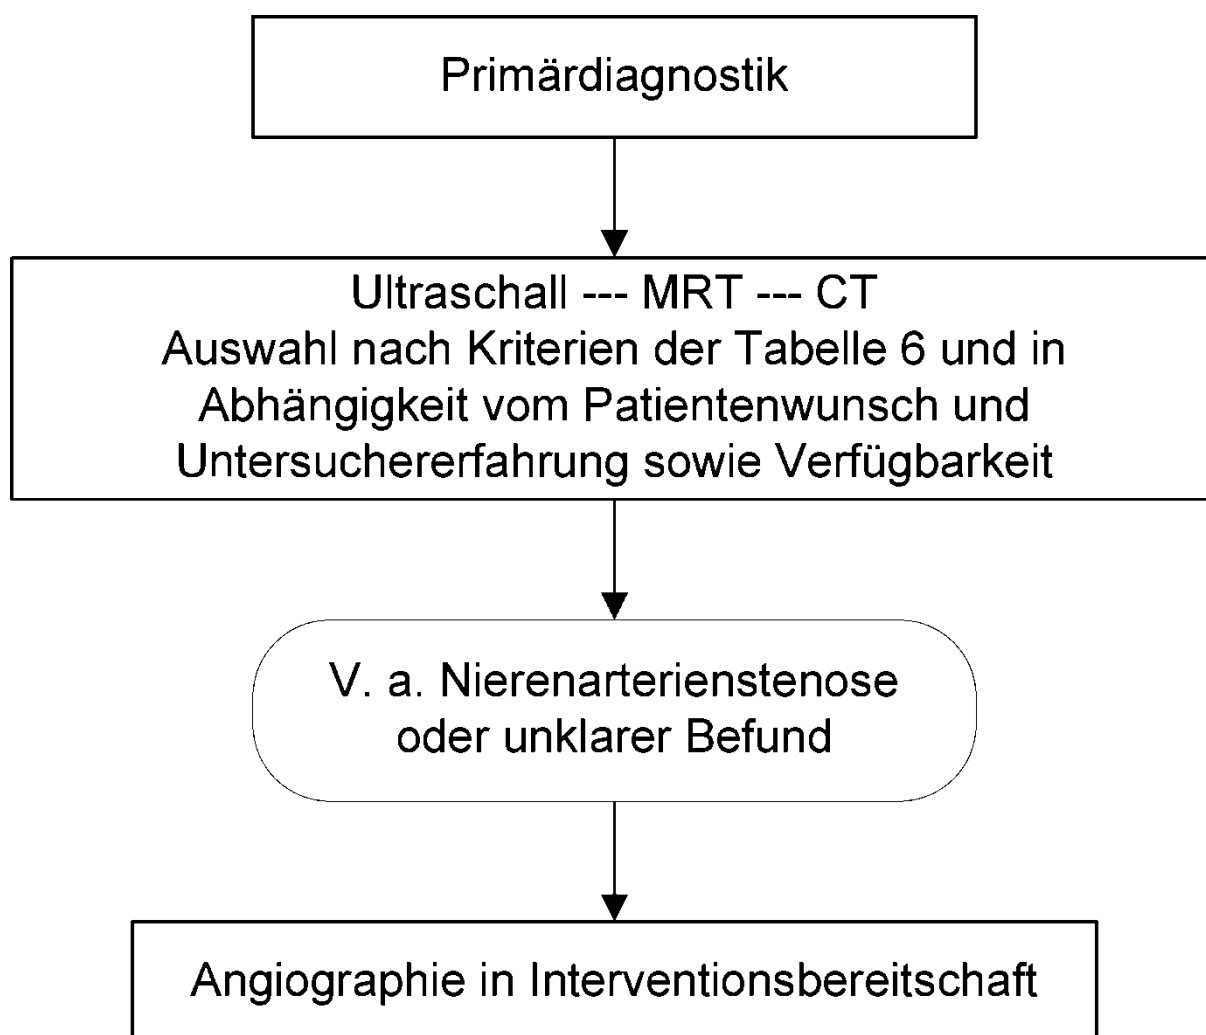 Primärdiagnostik
Ultraschall --- MRT --- CT
Auswahl nach Kriterien der Tabelle 6 und in
Abhängigkeit vom Patientenwunsch und
Untersuchererfahrung sowie Verfügbarkeit
V. a. Nierenarterienstenose
oder unklarer Befund
Angiographie in Interventionsbereitschaft